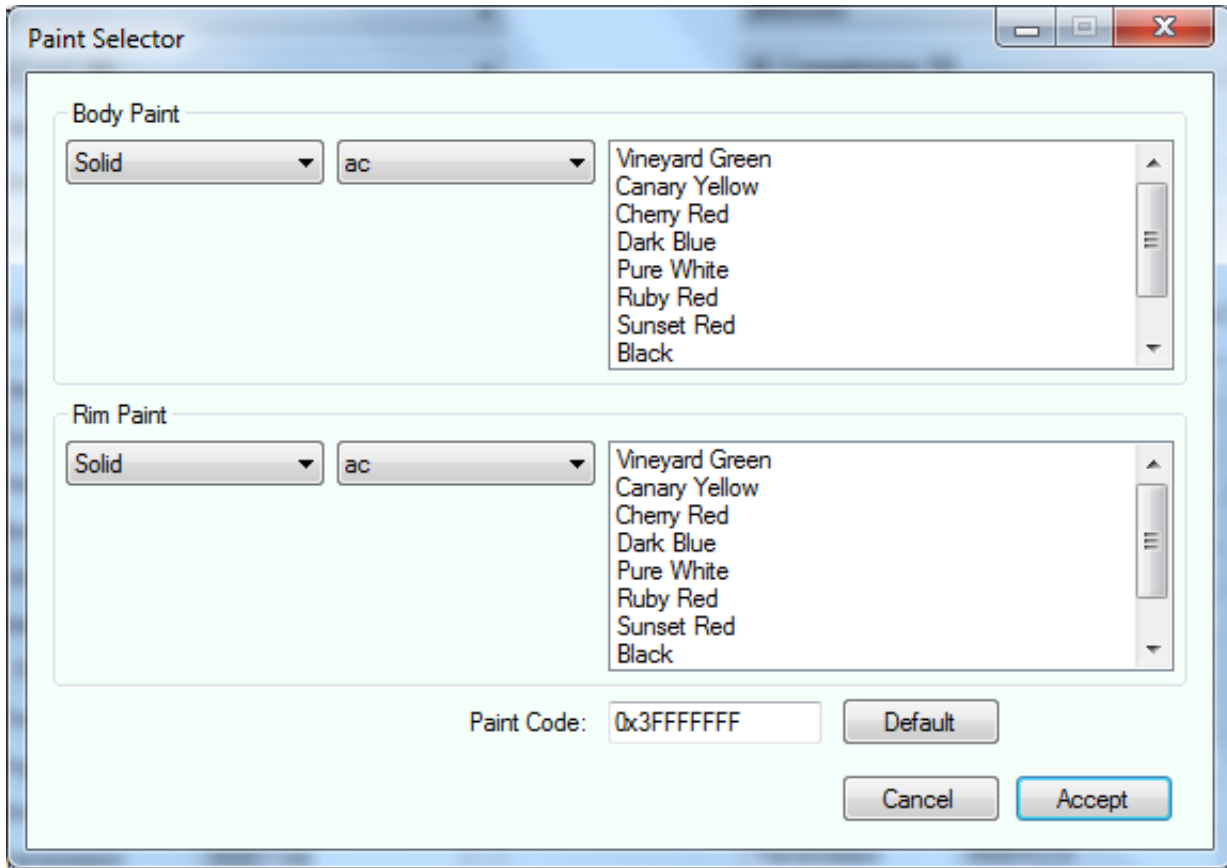 Paint Selector
Body Paint
Solid
ac
Vineyard Green
Canary Yellow
Cherry Red
Dark Blue
Pure White
Ruby Red
Sunset Red
Black
Rim Paint
Solid
ac
Vineyard Green
Canary Yellow
Cherry Red
Dark Blue
Pure White
Ruby Red
Sunset Red
Black
Paint Code: 0x3FFFFFFF Default
Cancel Accept